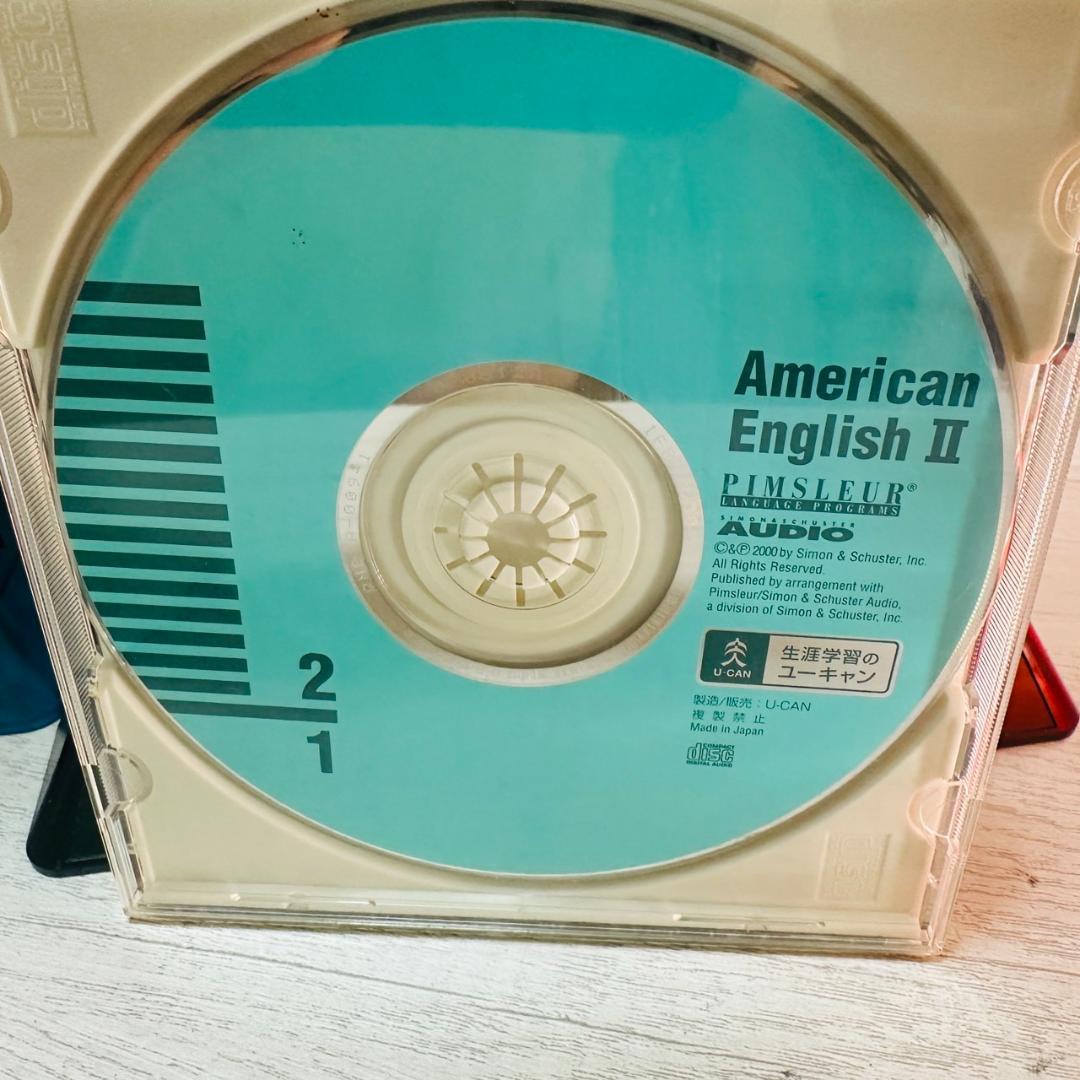 American
English II
PIMSLEUR®
LANGUAGE PROGRAMS
SIMON & SCHUSTER
AUDIO
©&℗ 2000 by Simon & Schuster, Inc.
All Rights Reserved.
Published by arrangement with
Pimsleur/Simon & Schuster Audio,
a division of Simon & Schuster, Inc.
U-CAN
生涯学習の
ユーキャン
製造/販売:U-CAN
複製禁止
Made in Japan
COMPACT
disc
DIGITAL AUDIO
2
1